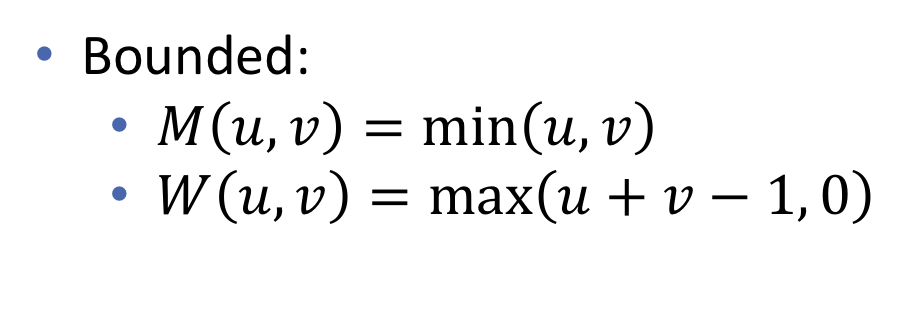 • Bounded:
• M(u, v) = min(u, v)
• W(u, v) = max(u + v − 1, 0)